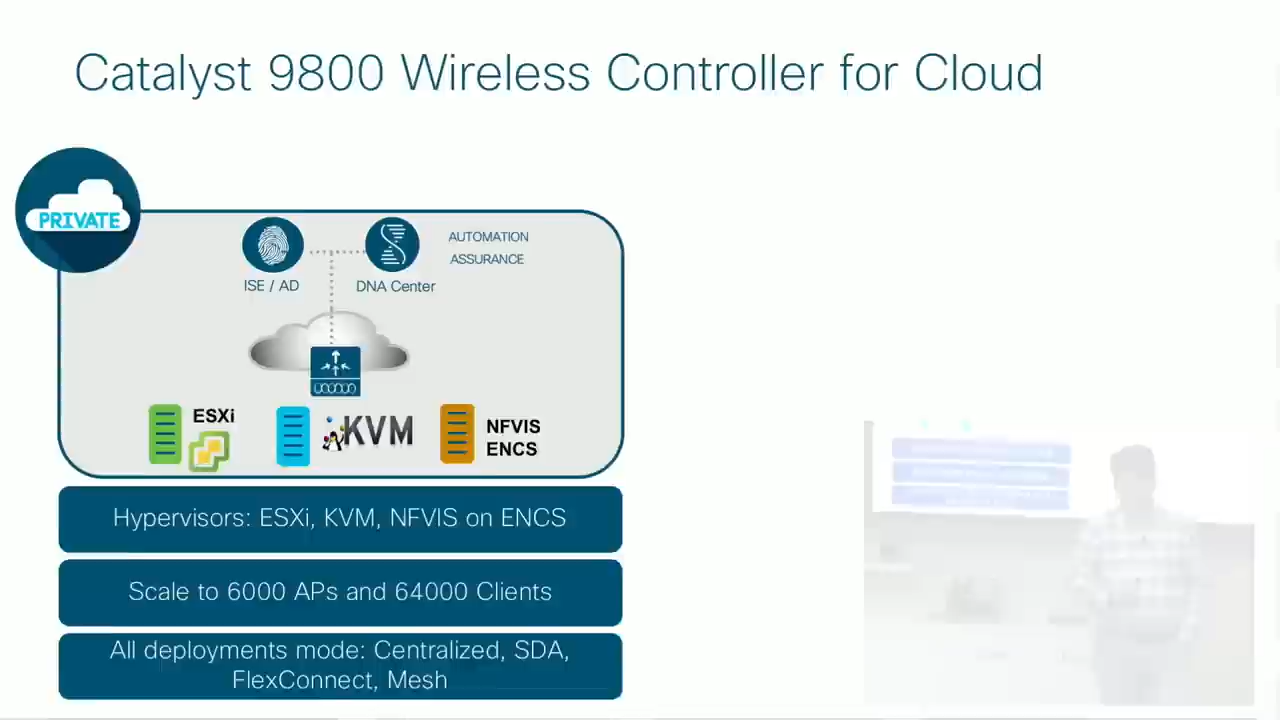 Catalyst 9800 Wireless Controller for Cloud
PRIVATE
AUTOMATION
ASSURANCE
ISE / AD
DNA Center
ESXi
KVM
NFVIS
ENCS
Hypervisors: ESXi, KVM, NFVIS on ENCS
Scale to 6000 APs and 64000 Clients
All deployments mode: Centralized, SDA,
FlexConnect, Mesh